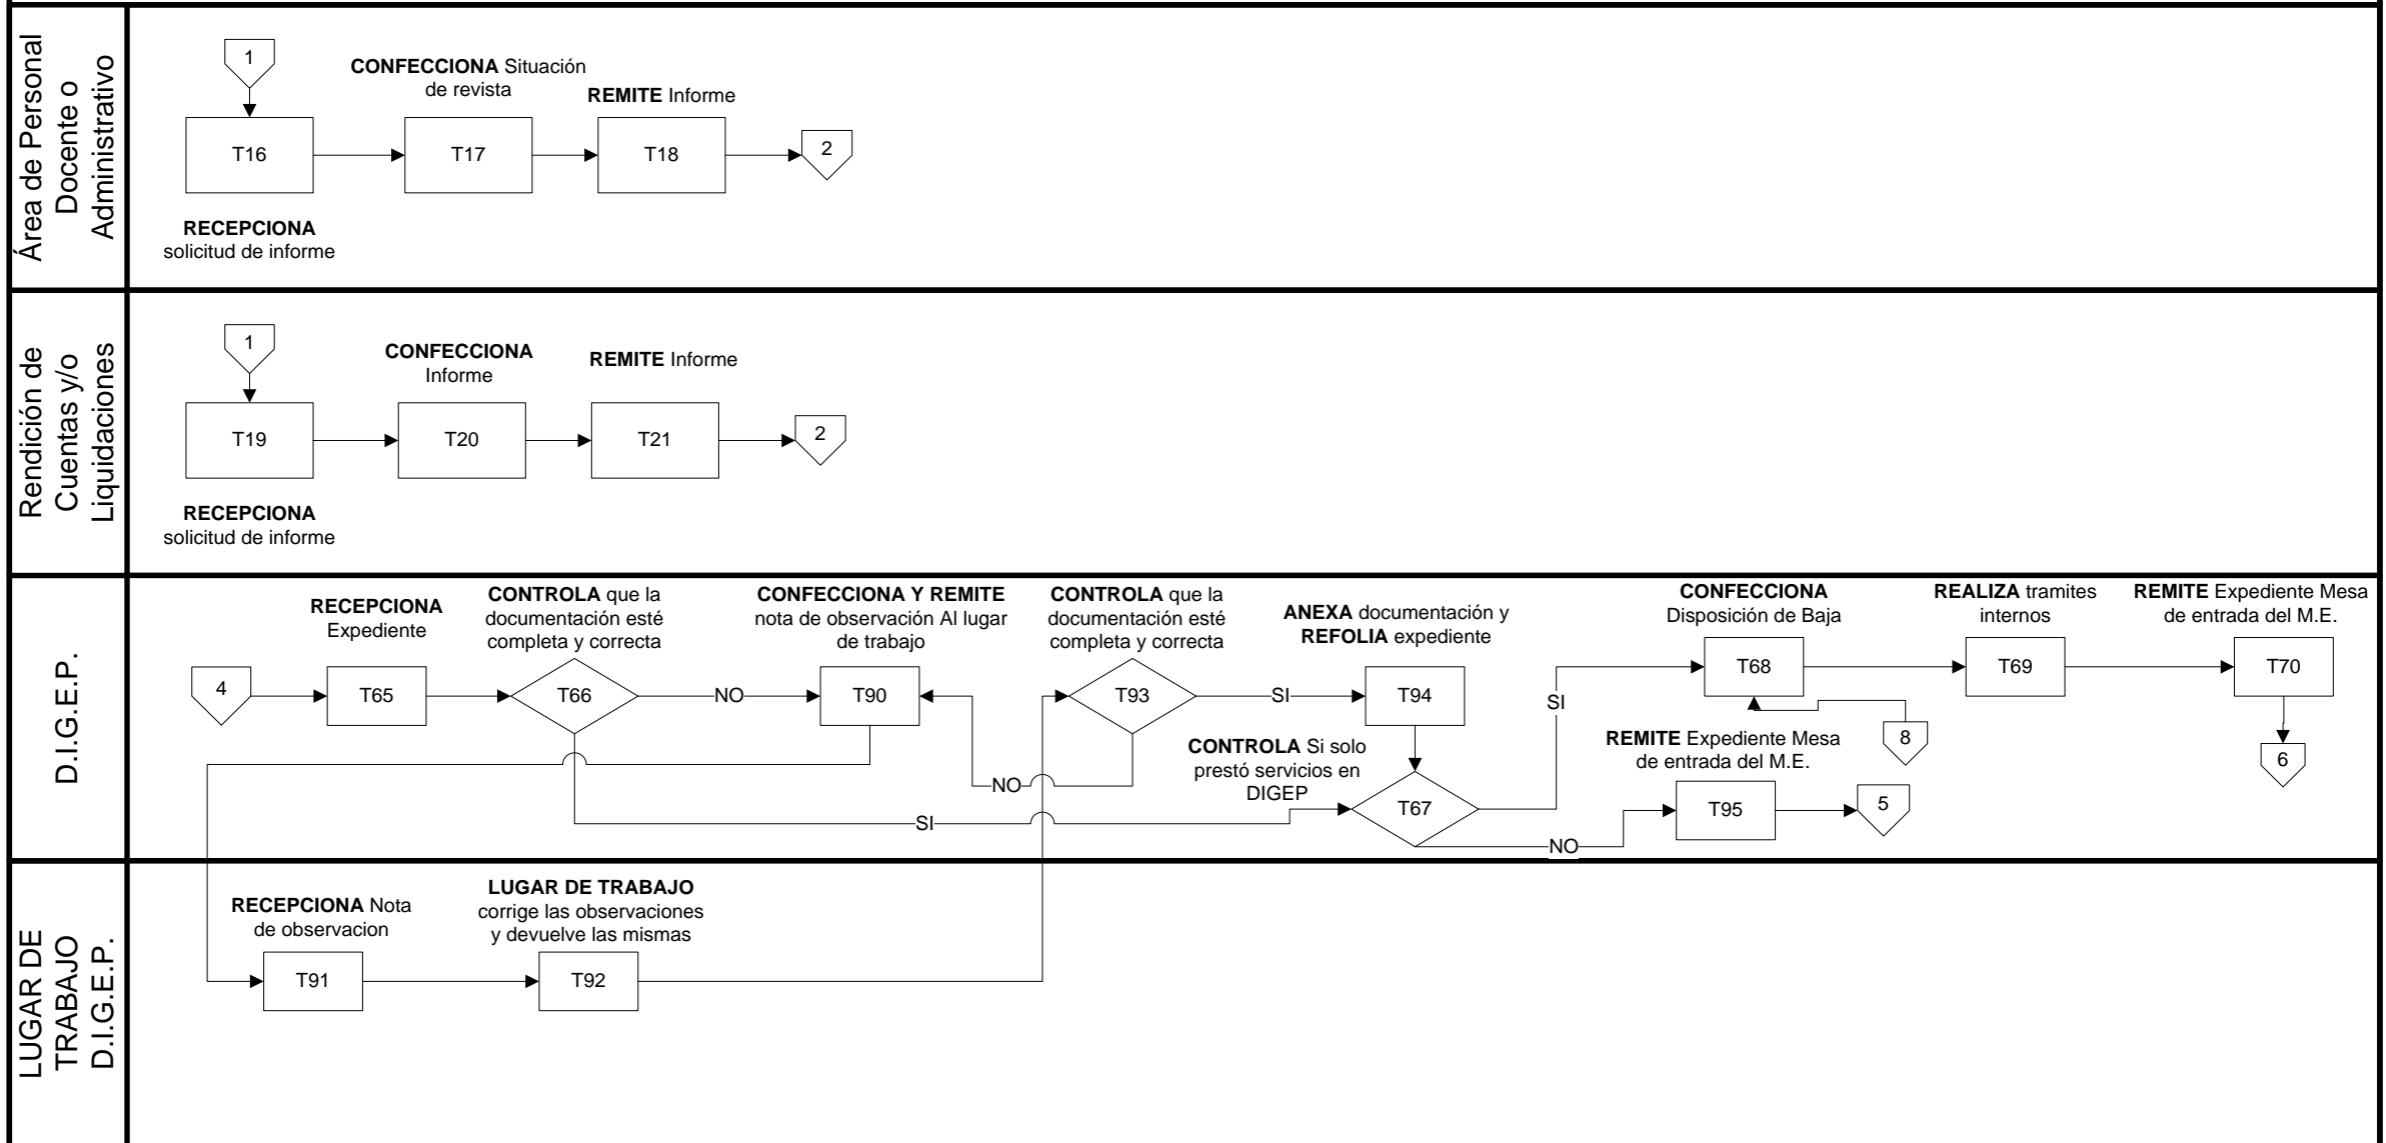 Área de Personal
Docente o
Administrativo
1
CONFECCIONA Situación
de revista
REMITE Informe
T16
T17
T18
2
RECEPCIONA
solicitud de informe
Rendición de
Cuentas y/o
Liquidaciones
1
CONFECCIONA
Informe
REMITE Informe
T19
T20
T21
2
RECEPCIONA
solicitud de informe
D.I.G.E.P.
4
RECEPCIONA
Expediente
T65
CONTROLA que la
documentación esté
completa y correcta
T66
NO
SI
CONFECCIONA Y REMITE
nota de observación Al lugar
de trabajo
T90
CONTROLA que la
documentación esté
completa y correcta
T93
NO
SI
ANEXA documentación y
REFOLIA expediente
T94
CONTROLA Si solo
prestó servicios en
DIGEP
T67
SI
NO
CONFECCIONA
Disposición de Baja
T68
8
REALIZA tramites
internos
T69
REMITE Expediente Mesa
de entrada del M.E.
T70
6
REMITE Expediente Mesa
de entrada del M.E.
T95
5
LUGAR DE
TRABAJO
D.I.G.E.P.
RECEPCIONA Nota
de observacion
T91
LUGAR DE TRABAJO
corrige las observaciones
y devuelve las mismas
T92